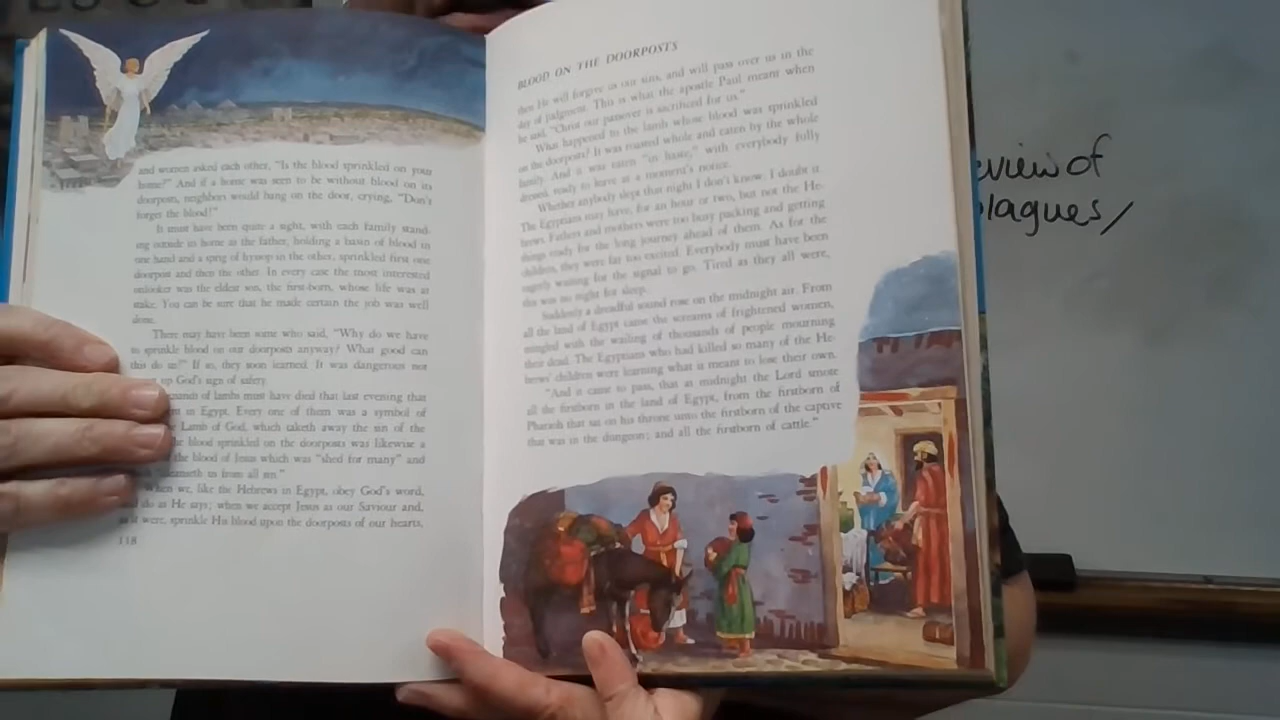 and women asked each other, "Is the blood sprinkled on your
home?" And if a home was seen to be without blood on its
doorposts, neighbors would bang on the door, crying, "Don't
forget the blood!"
It must have been quite a sight, with each family stand-
ing outside its home as the father, holding a basin of blood in
one hand and a sprig of hyssop in the other, sprinkled first one
doorpost and then the other. In every case the most interested
onlooker was the eldest son, the first-born, whose life was at
stake. You can be sure that he made certain the job was well
done.
There may have been some who said, "Why do we have
to sprinkle blood on our doorposts anyway? What good can
this do us?" If so, they soon learned. It was dangerous not
up God's sign of safety.
sands of lambs must have died that last evening that
nt in Egypt. Every one of them was a symbol of
Lamb of God, which taketh away the sin of the
he blood sprinkled on the doorposts was likewise a
the blood of Jesus which was "shed for many" and
cleanseth us from all sin."
When we, like the Hebrews in Egypt, obey God's word,
do as He says; when we accept Jesus as our Saviour and,
as it were, sprinkle His blood upon the doorposts of our hearts,
118
BLOOD ON THE DOORPOSTS
then He will forgive us our sins, and will pass over us in the
day of judgment. This is what the apostle Paul meant when
he said, "Christ our passover is sacrificed for us."
What happened to the lamb whose blood was sprinkled
on the doorposts? It was roasted whole and eaten by the whole
family. And it was eaten "in haste," with everybody fully
dressed, ready to leave at a moment's notice.
Whether anybody slept that night I don't know. I doubt it.
The Egyptians may have, for an hour or two, but not the He-
brews. Fathers and mothers were too busy packing and getting
things ready for the long journey ahead of them. As for the
children, they were far too excited. Everybody must have been
eagerly waiting for the signal to go. Tired as they all were,
this was no night for sleep.
Suddenly a dreadful sound rose on the midnight air. From
all the land of Egypt came the screams of frightened women,
mingled with the wailing of thousands of people mourning
their dead. The Egyptians who had killed so many of the He-
brews' children were learning what it meant to lose their own.
"And it came to pass, that at midnight the Lord smote
all the firstborn in the land of Egypt, from the firstborn of
Pharaoh that sat on his throne unto the firstborn of the captive
that was in the dungeon; and all the firstborn of cattle."
eview of
plagues,